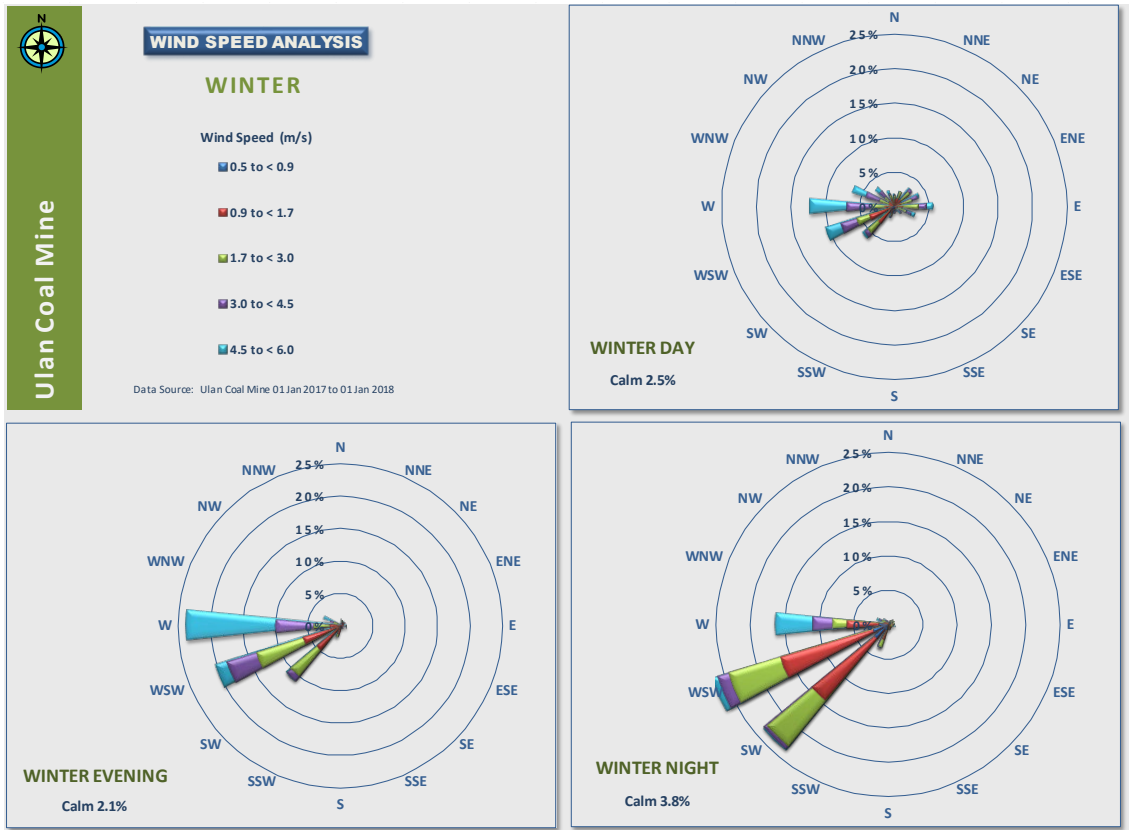 N
Ulan Coal Mine
WIND SPEED ANALYSIS
WINTER
Wind Speed (m/s)
0.5 to < 0.9
0.9 to < 1.7
1.7 to < 3.0
3.0 to < 4.5
4.5 to < 6.0
Data Source: Ulan Coal Mine 01 Jan 2017 to 01 Jan 2018
N
NNW
25%
NNE
NW
20%
NE
15%
WNW
10%
ENE
5%
W
0%
E
WSW
ESE
SW
SE
SSW
SSE
S
WINTER DAY
Calm 2.5%
N
NNW
25%
NNE
NW
20%
NE
15%
WNW
10%
ENE
5%
W
0%
E
WSW
ESE
SW
SE
SSW
SSE
S
WINTER EVENING
Calm 2.1%
N
NNW
25%
NNE
NW
20%
NE
15%
WNW
10%
ENE
5%
W
0%
E
WSW
ESE
SW
SE
SSW
SSE
S
WINTER NIGHT
Calm 3.8%